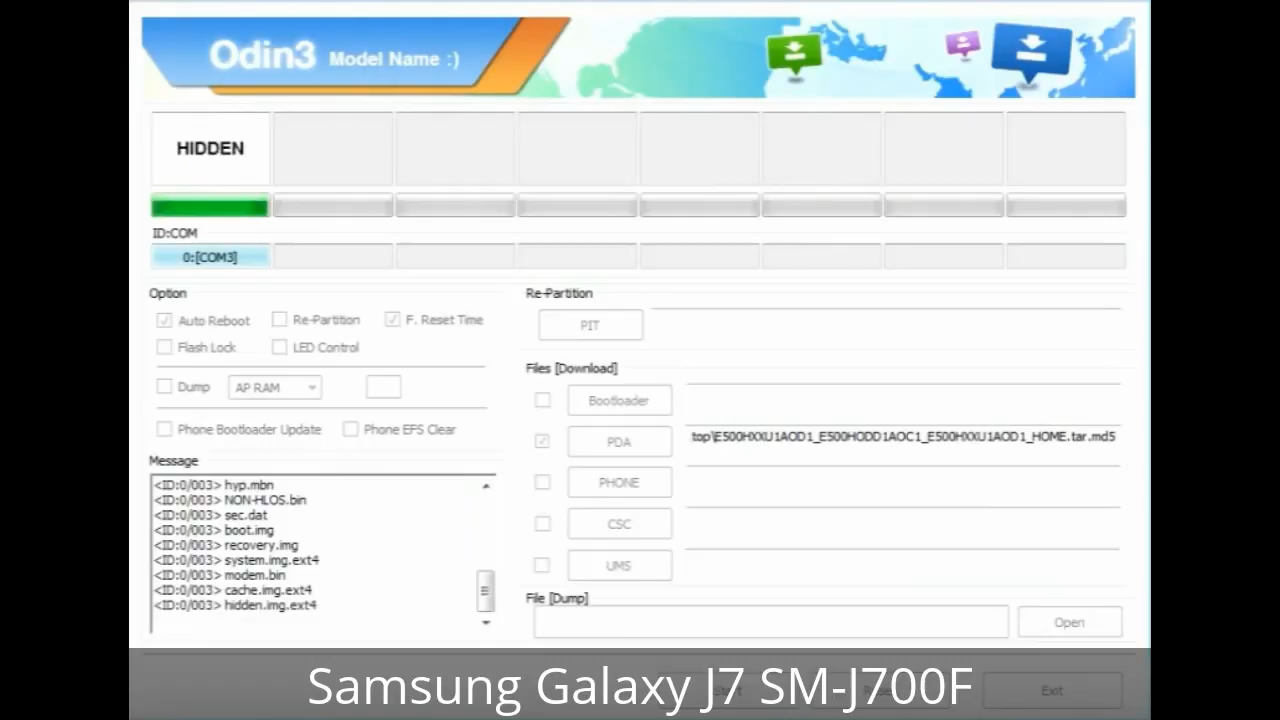 Odin3 Model Name :)
HIDDEN
ID:COM
0:[COM3]
Option
Auto Reboot Re-Partition F. Reset Time
Flash Lock LED Control
Dump AP RAM
Phone Bootloader Update Phone EFS Clear
Message
<ID:0/003> hyp.mbn
<ID:0/003> NON-HLOS.bin
<ID:0/003> sec.dat
<ID:0/003> boot.img
<ID:0/003> recovery.img
<ID:0/003> system.img.ext4
<ID:0/003> modem.bin
<ID:0/003> cache.img.ext4
<ID:0/003> hidden.img.ext4
Re-Partition
PIT
Files [Download]
Bootloader
PDA top\E500HXXU1AOD1_E500HODD1AOC1_E500HXXU1AOD1_HOME.tar.md5
PHONE
CSC
UMS
File [Dump]
Open
Start Reset Exit
Samsung Galaxy J7 SM-J700F